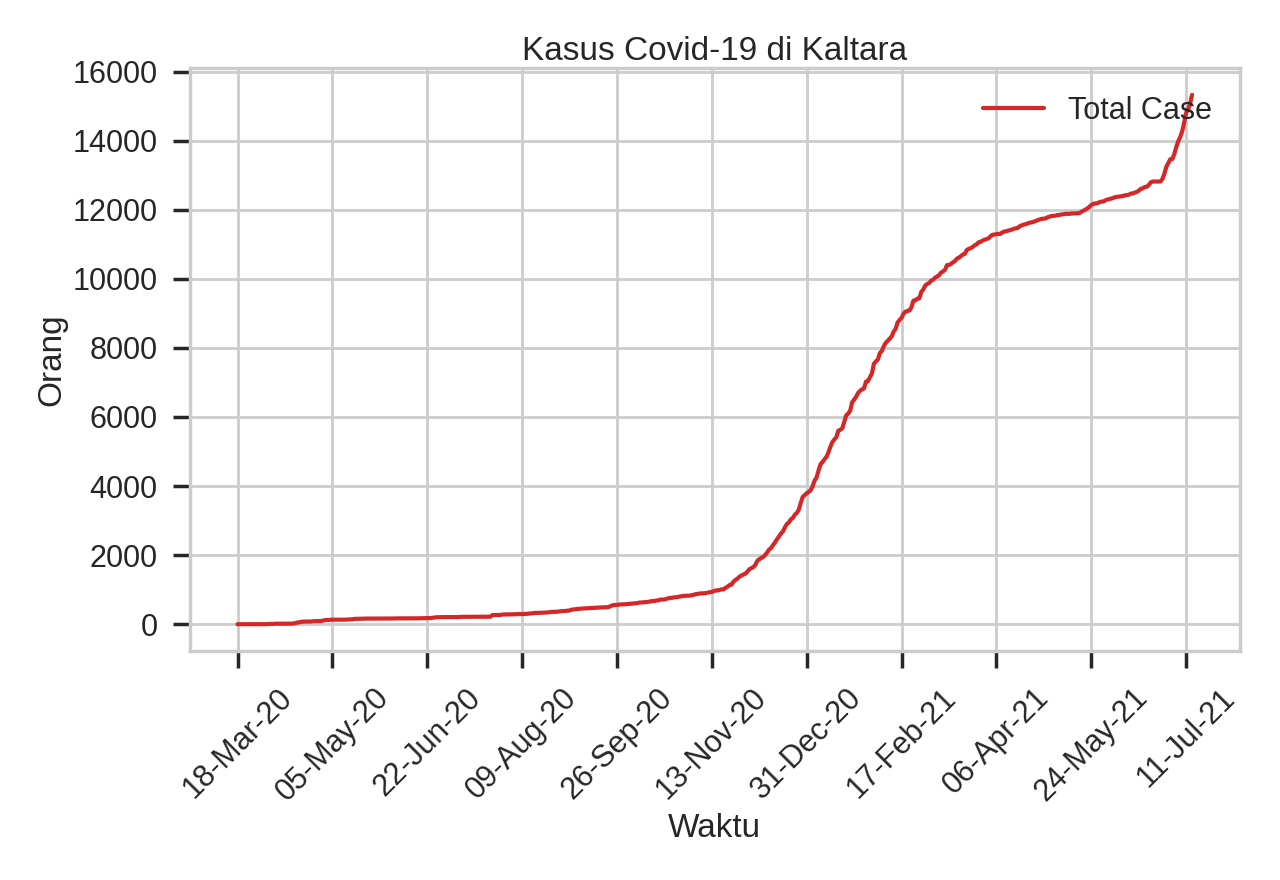 Kasus Covid-19 di Kaltara
16000
14000
12000
10000
8000
6000
4000
2000
0
Orang
Total Case
18-Mar-20
05-May-20
22-Jun-20
09-Aug-20
26-Sep-20
13-Nov-20
31-Dec-20
17-Feb-21
06-Apr-21
24-May-21
11-Jul-21
Waktu